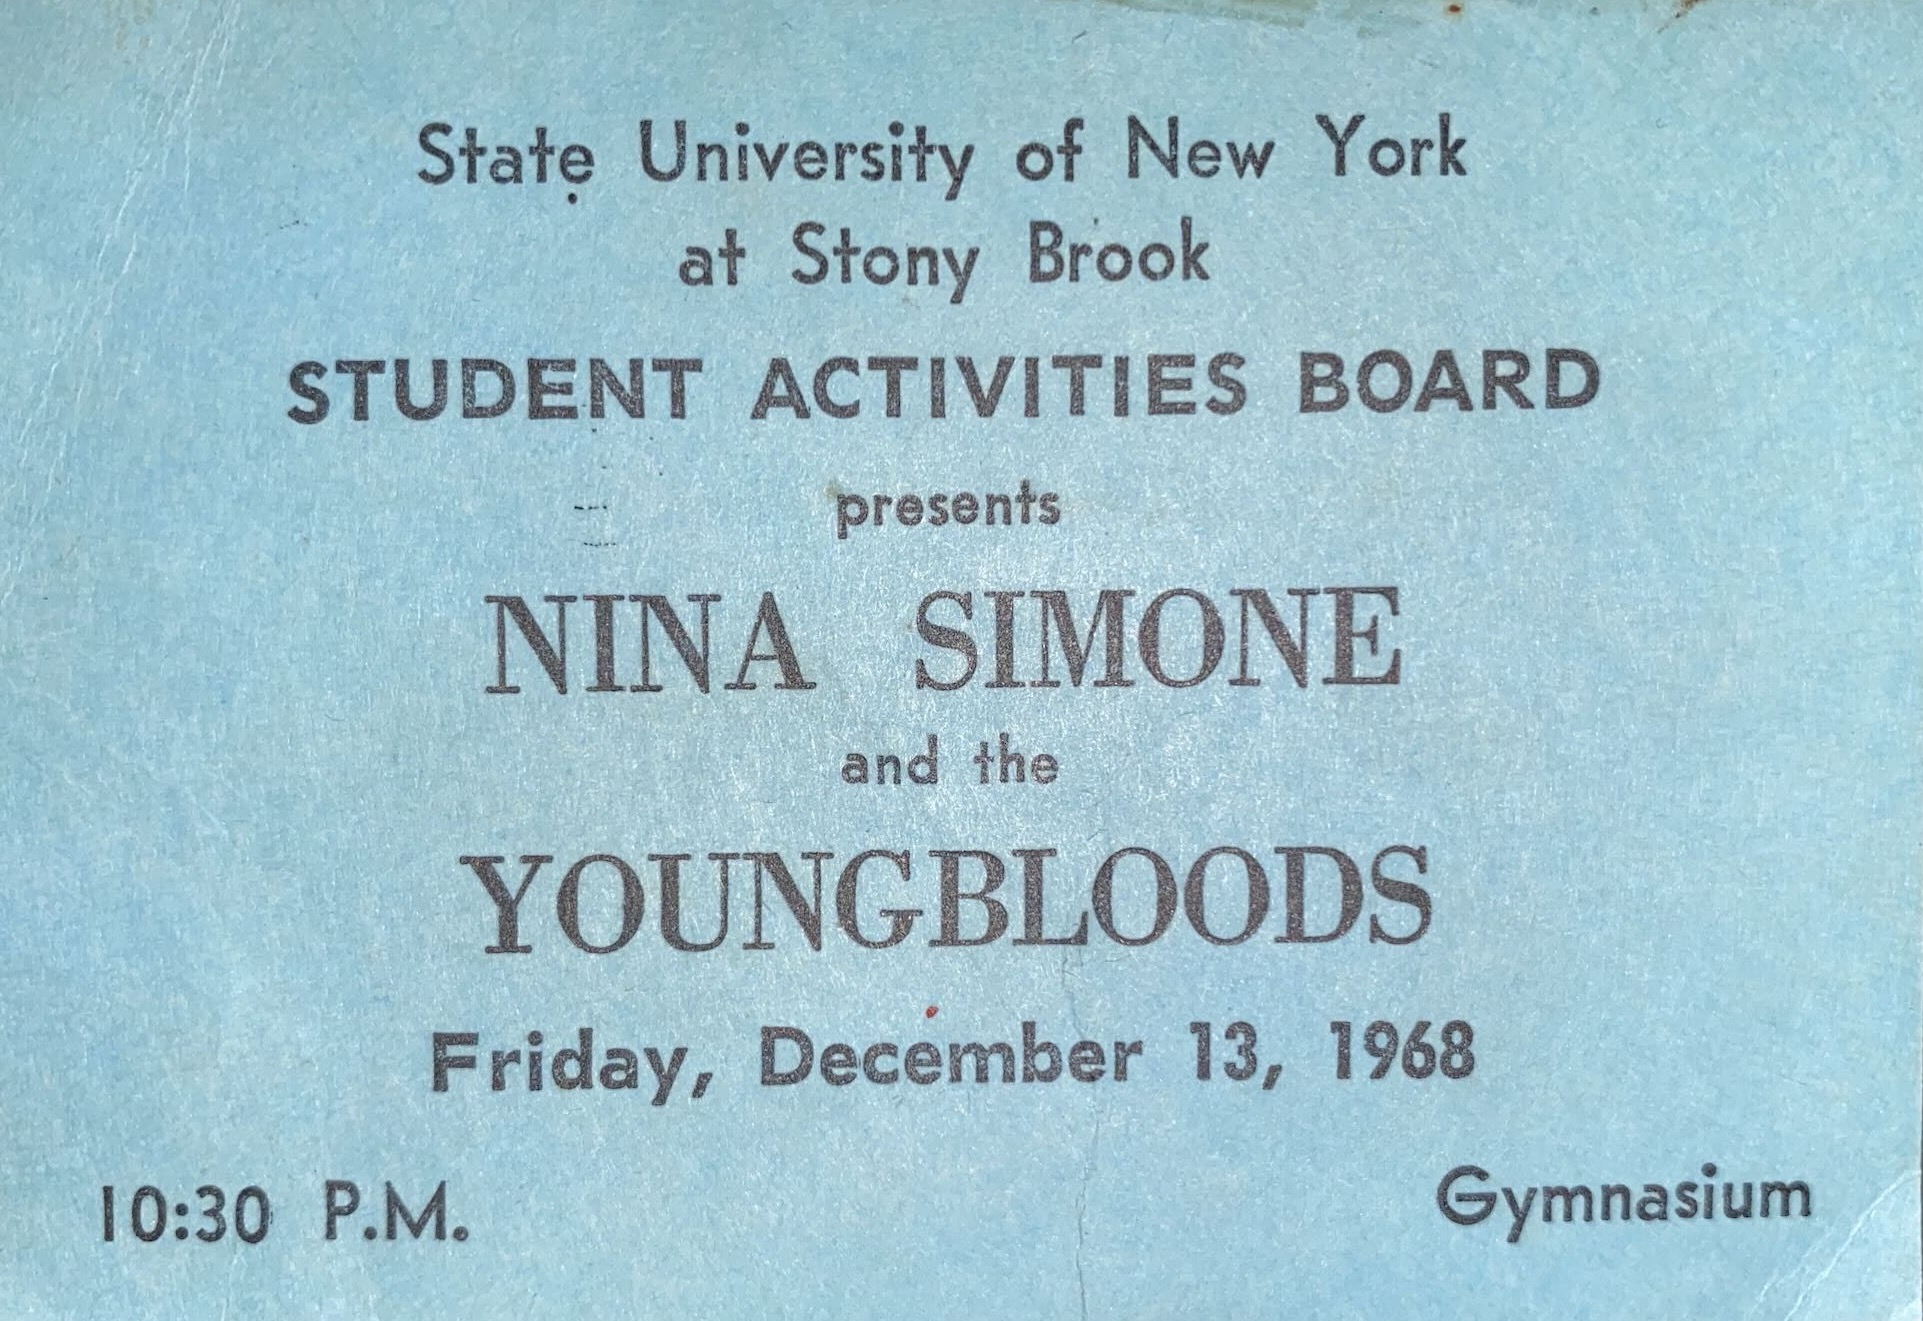 State University of New York
at Stony Brook
STUDENT ACTIVITIES BOARD
presents
NINA SIMONE
and the
YOUNGBLOODS
Friday, December 13, 1968
10:30 P.M.
Gymnasium